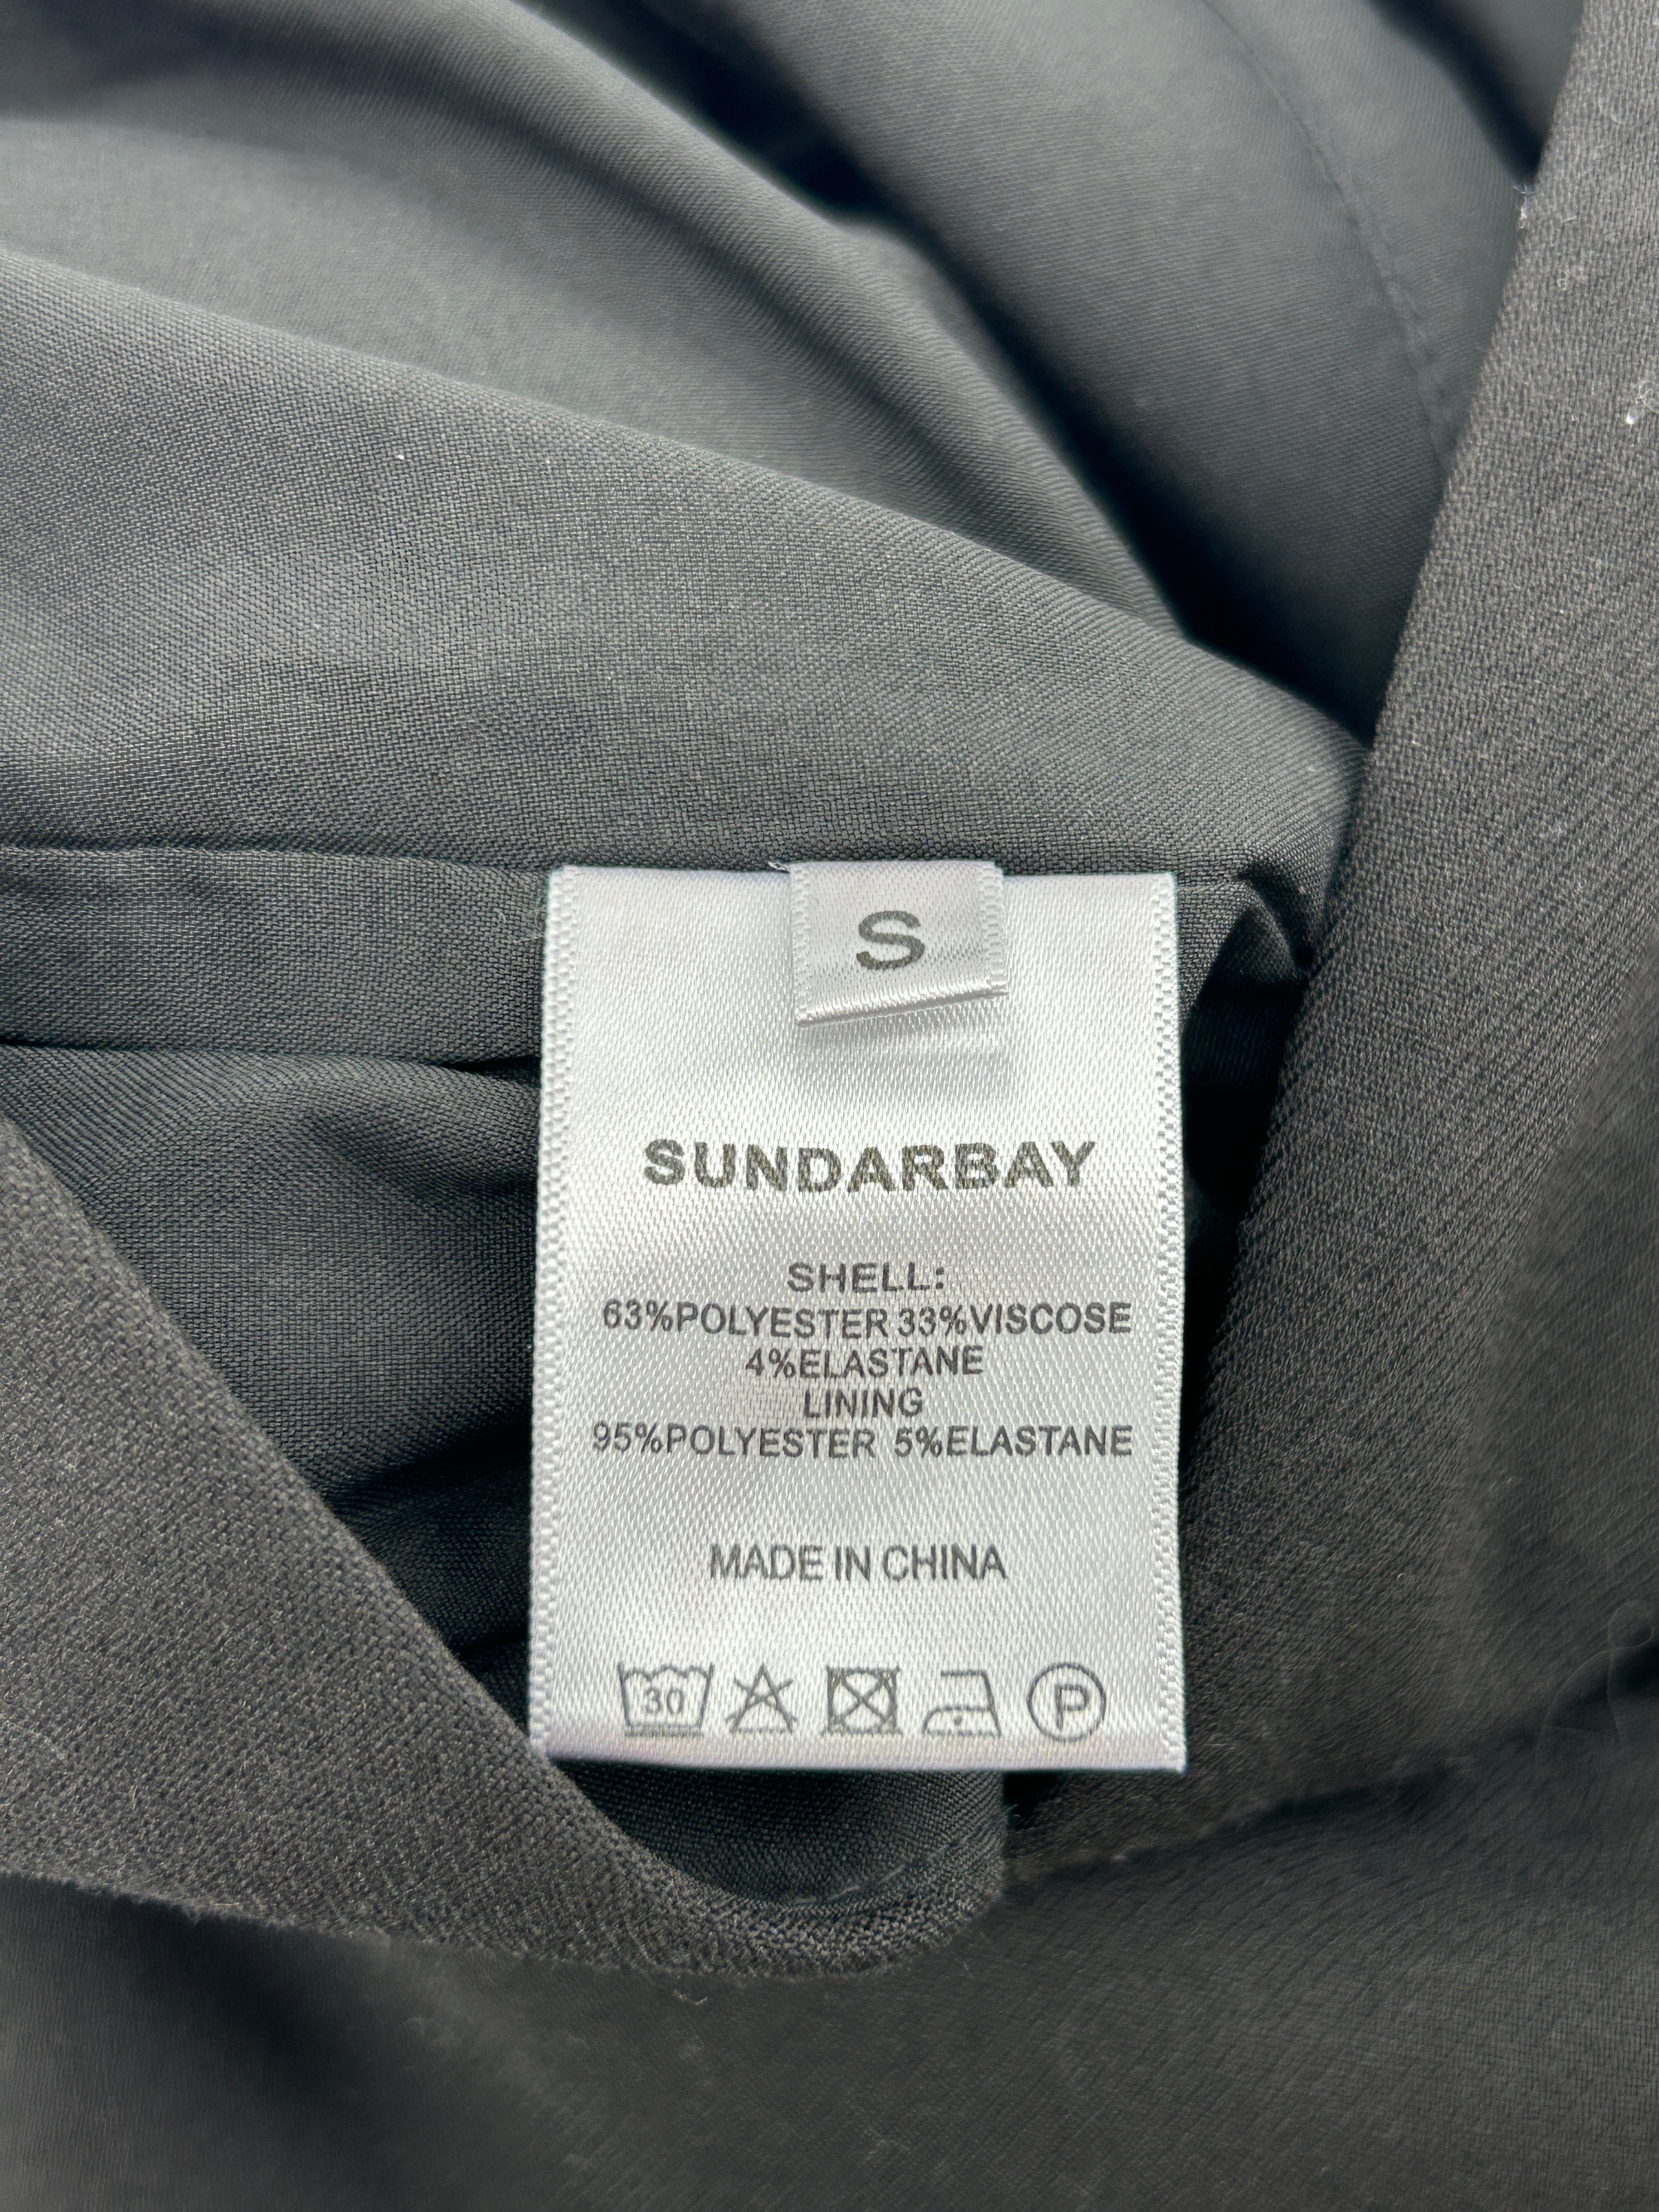 S
SUNDARBAY
SHELL:
63%POLYESTER 33%VISCOSE
4%ELASTANE
LINING
95%POLYESTER 5%ELASTANE
MADE IN CHINA
30 P